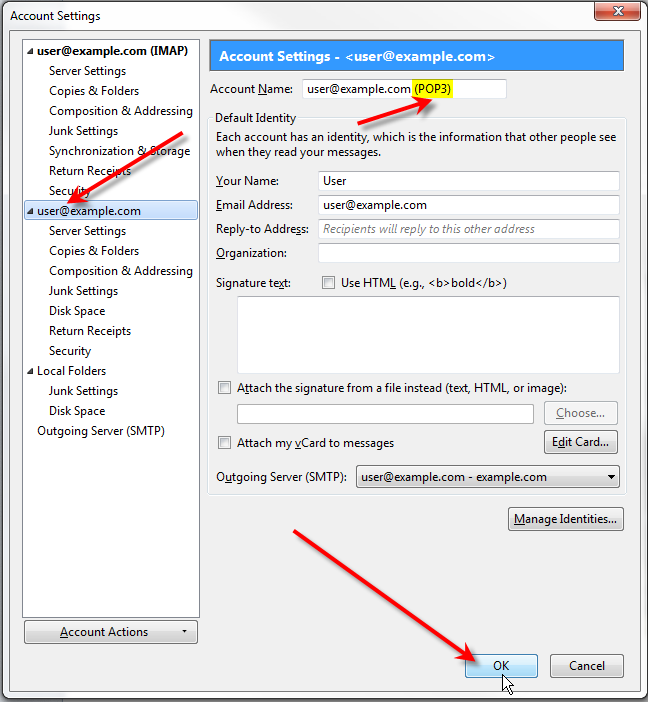 Account Settings
user@example.com (IMAP)
Server Settings
Copies & Folders
Composition & Addressing
Junk Settings
Synchronization & Storage
Return Receipts
Security
user@example.com
Server Settings
Copies & Folders
Composition & Addressing
Junk Settings
Disk Space
Return Receipts
Security
Local Folders
Junk Settings
Disk Space
Outgoing Server (SMTP)
Account Actions
Account Settings - <user@example.com>
Account Name: user@example.com (POP3)
Default Identity
Each account has an identity, which is the information that other people see
when they read your messages.
Your Name: User
Email Address: user@example.com
Reply-to Address: Recipients will reply to this other address
Organization:
Signature text: Use HTML (e.g., <b>bold</b>)
Attach the signature from a file instead (text, HTML, or image):
Choose...
Attach my vCard to messages Edit Card...
Outgoing Server (SMTP): user@example.com - example.com
Manage Identities...
OK Cancel